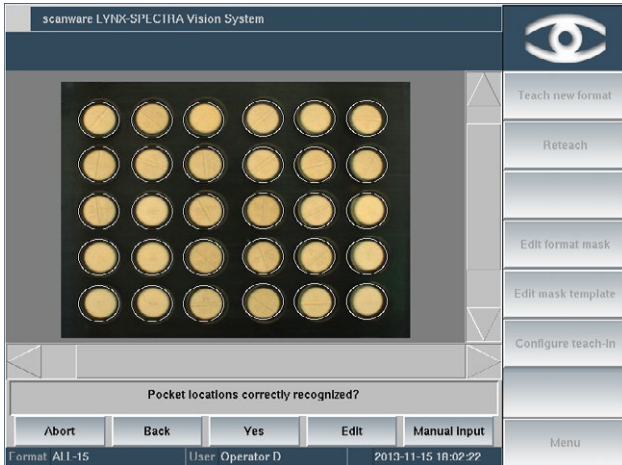 scanware LYNX-SPECTRA Vision System
Teach new format
Reteach
Edit format mask
Edit mask template
Configure teach-in
Pocket locations correctly recognized?
Abort Back Yes Edit Manual input
Menu
Format ALL-15 User Operator D 2013-11-15 18:02:22